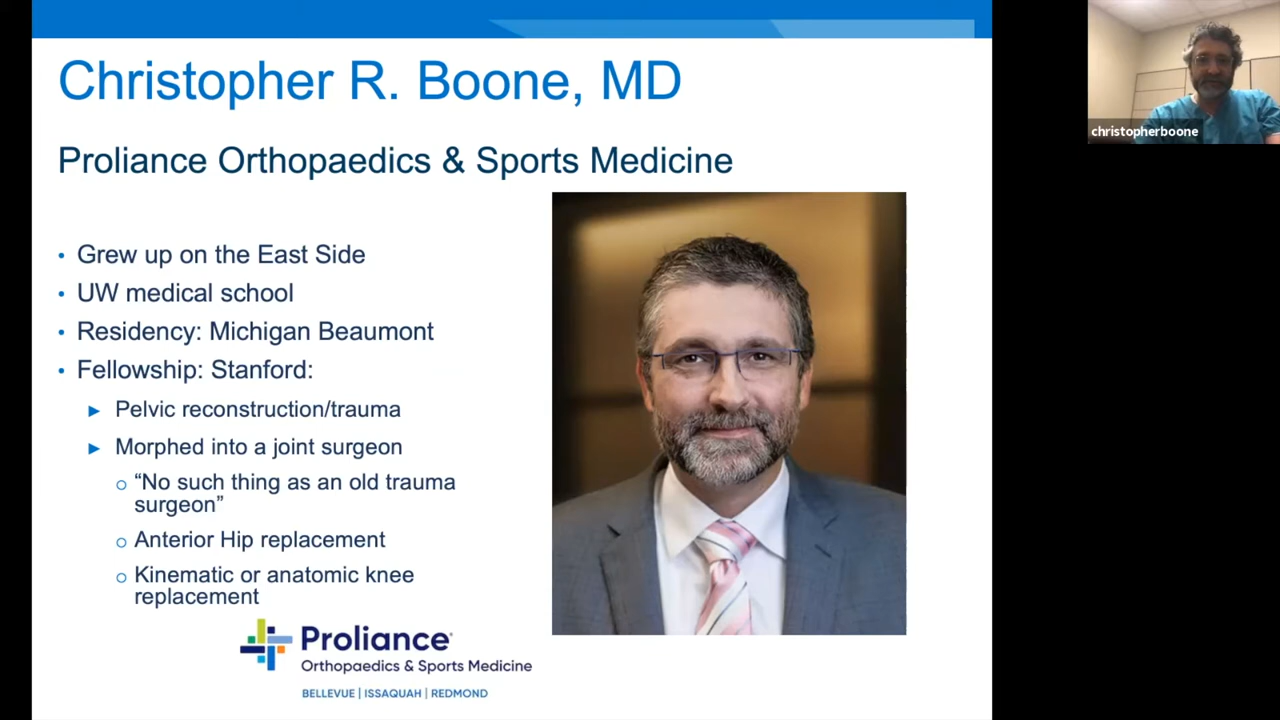 Christopher R. Boone, MD
Proliance Orthopaedics & Sports Medicine
• Grew up on the East Side
• UW medical school
• Residency: Michigan Beaumont
• Fellowship: Stanford:
► Pelvic reconstruction/trauma
► Morphed into a joint surgeon
o “No such thing as an old trauma
surgeon”
o Anterior Hip replacement
o Kinematic or anatomic knee
replacement
Proliance
Orthopaedics & Sports Medicine
BELLEVUE | ISSAQUAH | REDMOND
christopherboone